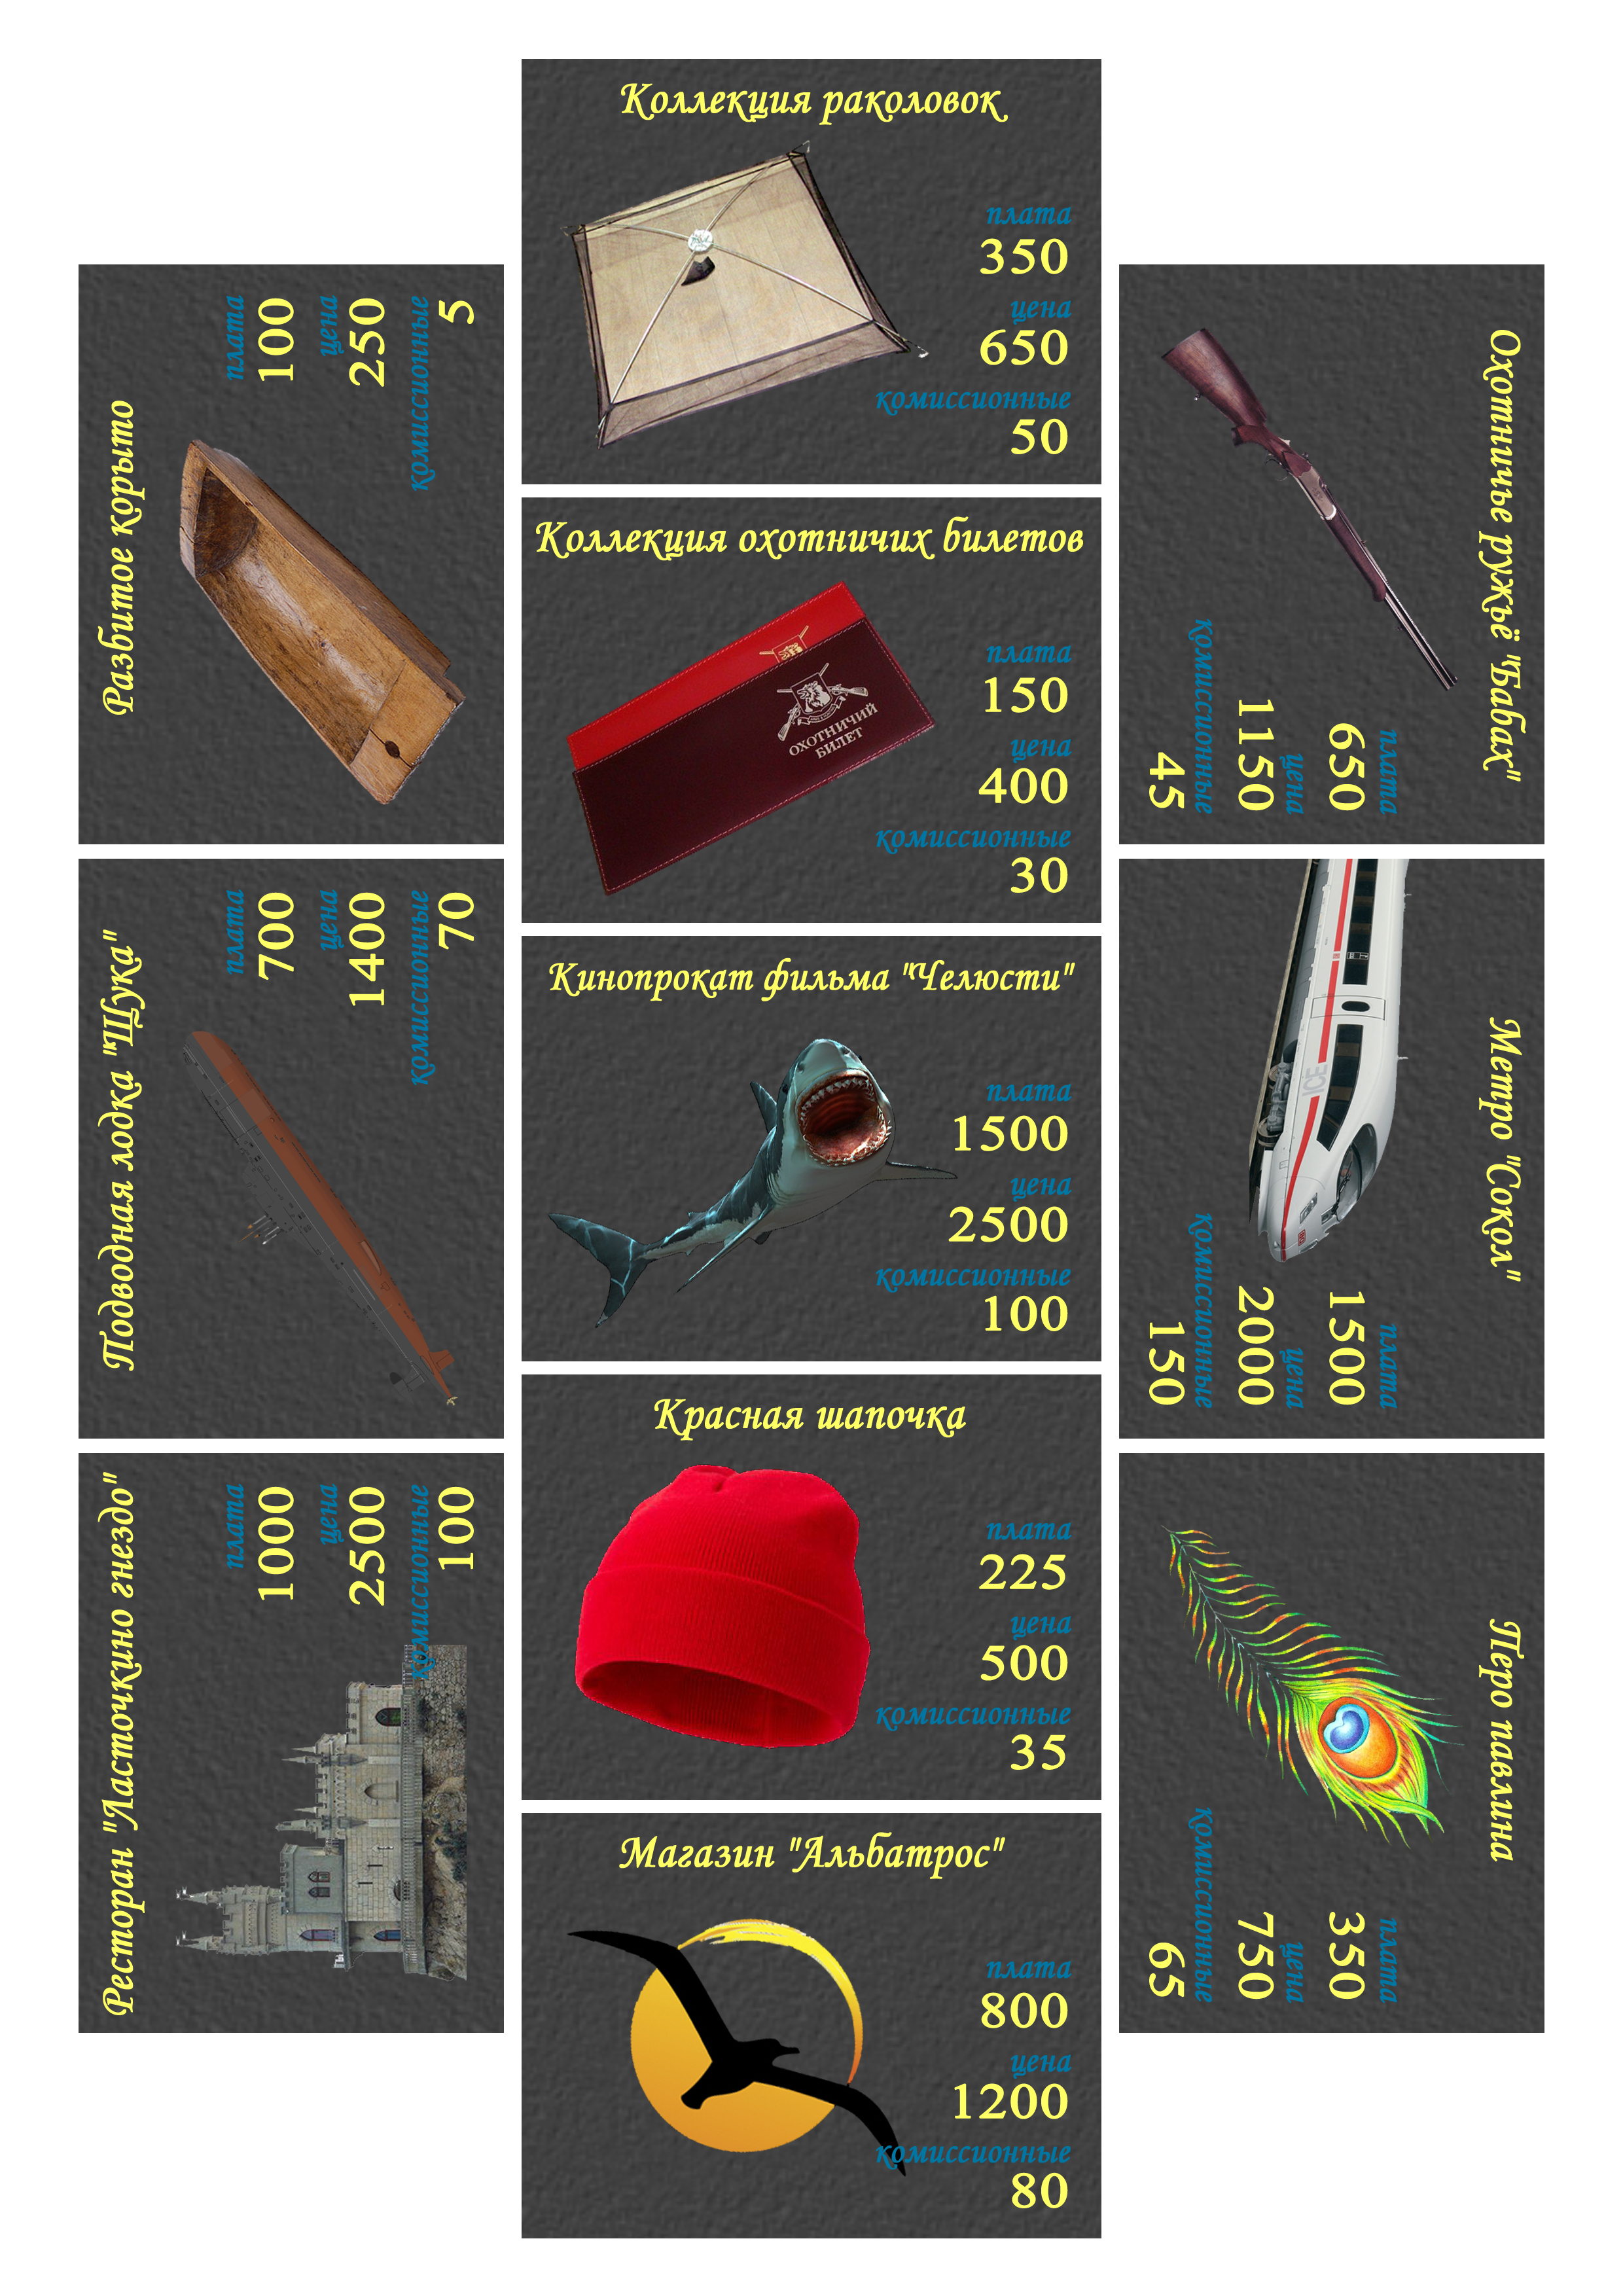 Коллекция раколовок
плата
350
цена
650
комиссионные
50
Коллекция охотничих билетов
ОХОТНИЧИЙ
БИЛЕТ
плата
150
цена
400
комиссионные
30
Кинопрокат фильма "Челюсти"
плата
1500
цена
2500
комиссионные
100
Красная шапочка
плата
225
цена
500
комиссионные
35
Магазин "Альбатрос"
плата
800
цена
1200
комиссионные
80
Разбитое корыто
плата
100
цена
250
комиссионные
5
Подводная лодка "Щука"
плата
700
цена
1400
комиссионные
70
Ресторан "Ласточкино гнездо"
плата
1000
цена
2500
комиссионные
100
Охотничье ружьё "Бабах"
плата
650
цена
1150
комиссионные
45
Метро "Сокол"
ICE
плата
1500
цена
2000
комиссионные
150
Перо павлина
плата
350
цена
750
комиссионные
65